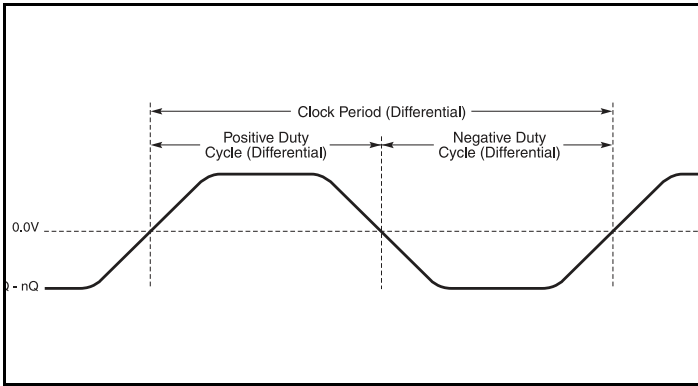 Clock Period (Differential)
Positive Duty
Cycle (Differential)
Negative Duty
Cycle (Differential)
0.0V
- nQ